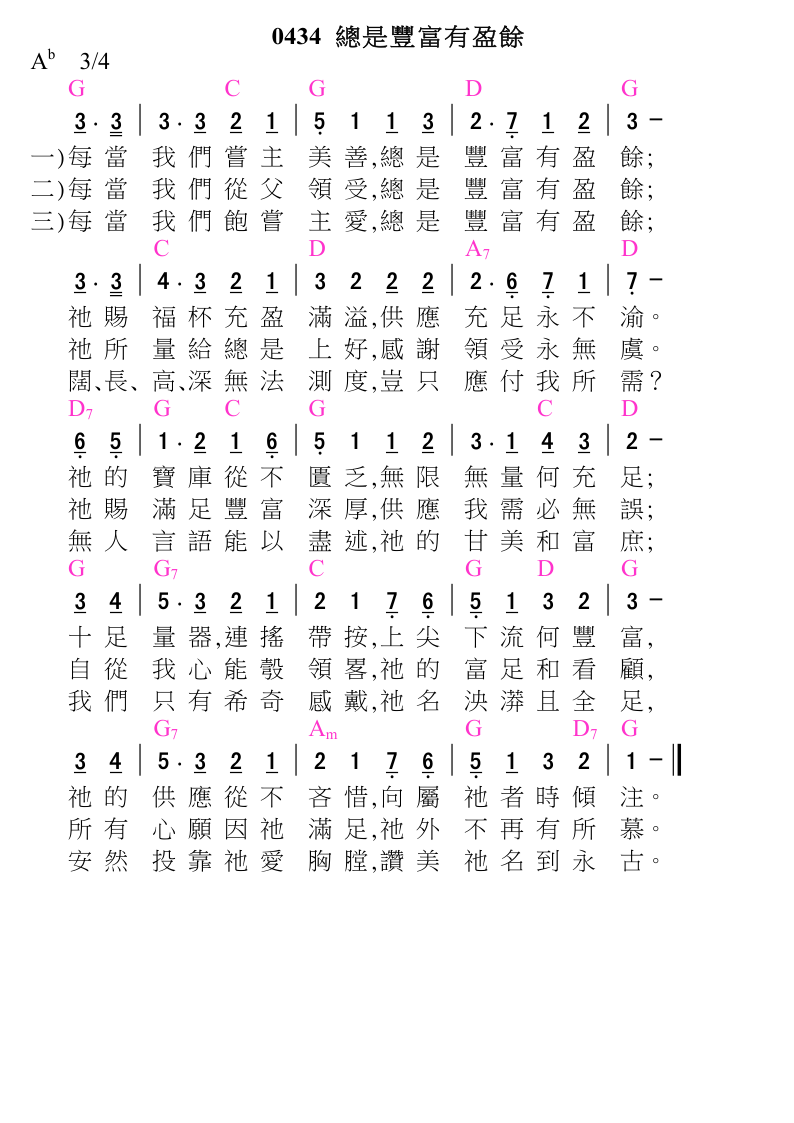 0434 總是豐富有盈餘
Ab 3/4
G C G D G
3· 3 | 3· 3 2 1 | 5 1 1 3 | 2· 7 1 2 | 3 –
一)每當 我們嘗主 美善,總是 豐富有盈 餘;
二)每當 我們從父 領受,總是 豐富有盈 餘;
三)每當 我們飽嘗 主愛,總是 豐富有盈 餘;
C D A7 D
3· 3 | 4· 3 2 1 | 3 2 2 2 | 2· 6 7 1 | 7 –
祂賜 福杯充盈 滿溢,供應 充足永不 渝。
祂所 量給總是 上好,感謝 領受永無 虞。
闊、長、高、深無法 測度,豈只 應付我所 需?
D7 G C G C D
6 5 | 1· 2 1 6 | 5 1 1 2 | 3· 1 4 3 | 2 –
祂的 寶庫從不 匱乏,無限 無量何充 足;
祂賜 滿足豐富 深厚,供應 我需必無 誤;
無人 言語能以 盡述,祂的 甘美和富 庶;
G G7 C G D G
3 4 | 5· 3 2 1 | 2 1 7 6 | 5 1 3 2 | 3 –
十足 量器,連搖 帶按,上尖 下流何豐 富,
自從 我心能彀 領畧,祂的 富足和看 顧,
我們 只有希奇 感戴,祂名 泱漭且全 足,
G7 Am G D7 G
3 4 | 5· 3 2 1 | 2 1 7 6 | 5 1 3 2 | 1 –
祂的 供應從不 吝惜,向屬 祂者時傾 注。
所有 心願因祂 滿足,祂外 不再有所 慕。
安然 投靠祂愛 胸膛,讚美 祂名到永 古。